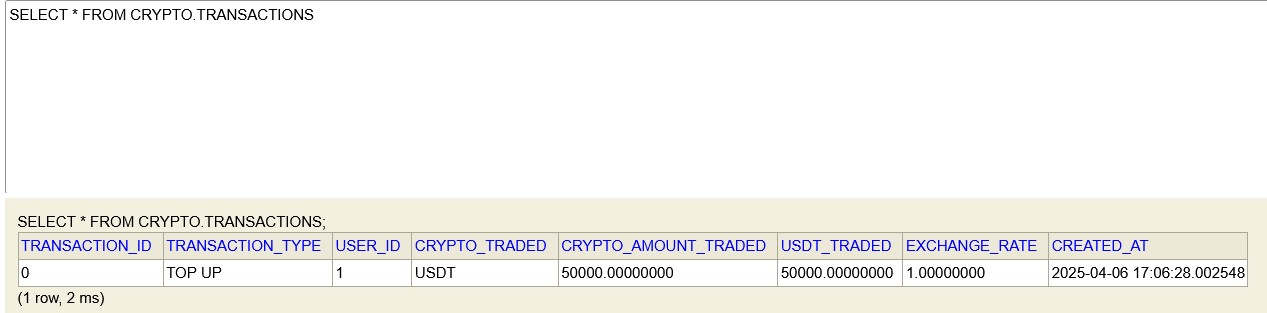 SELECT * FROM CRYPTO.TRANSACTIONS
SELECT * FROM CRYPTO.TRANSACTIONS;
TRANSACTION_ID TRANSACTION_TYPE USER_ID CRYPTO_TRADED CRYPTO_AMOUNT_TRADED USDT_TRADED EXCHANGE_RATE CREATED_AT
0 TOP UP 1 USDT 50000.00000000 50000.00000000 1.00000000 2025-04-06 17:06:28.002548
(1 row, 2 ms)